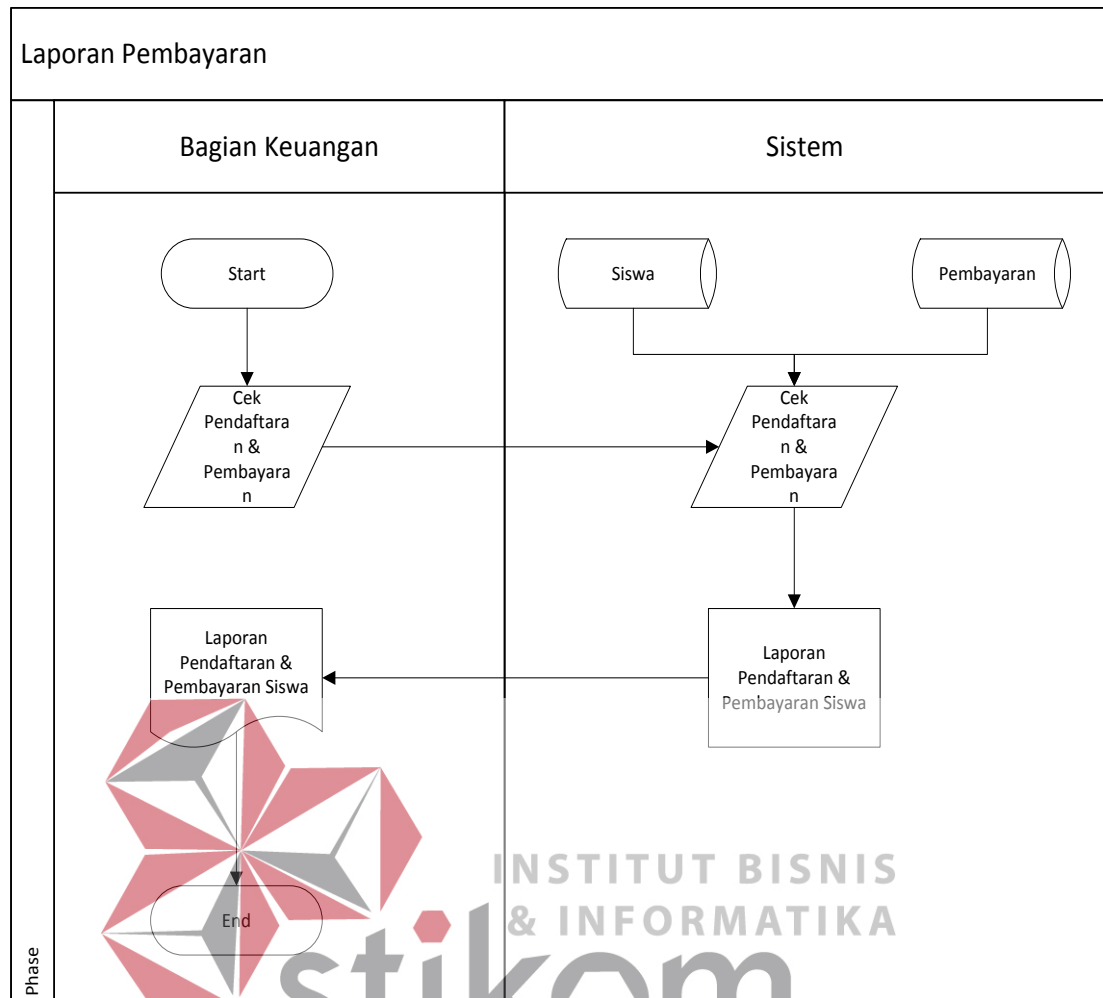 Laporan Pembayaran
Bagian Keuangan
Sistem
Start
Siswa
Pembayaran
Cek
Pendaftara
n &
Pembayara
n
Cek
Pendaftara
n &
Pembayara
n
Laporan
Pendaftaran &
Pembayaran Siswa
Laporan
Pendaftaran &
Pembayaran Siswa
End
INSTITUT BISNIS
& INFORMATIKA
stikom
Phase